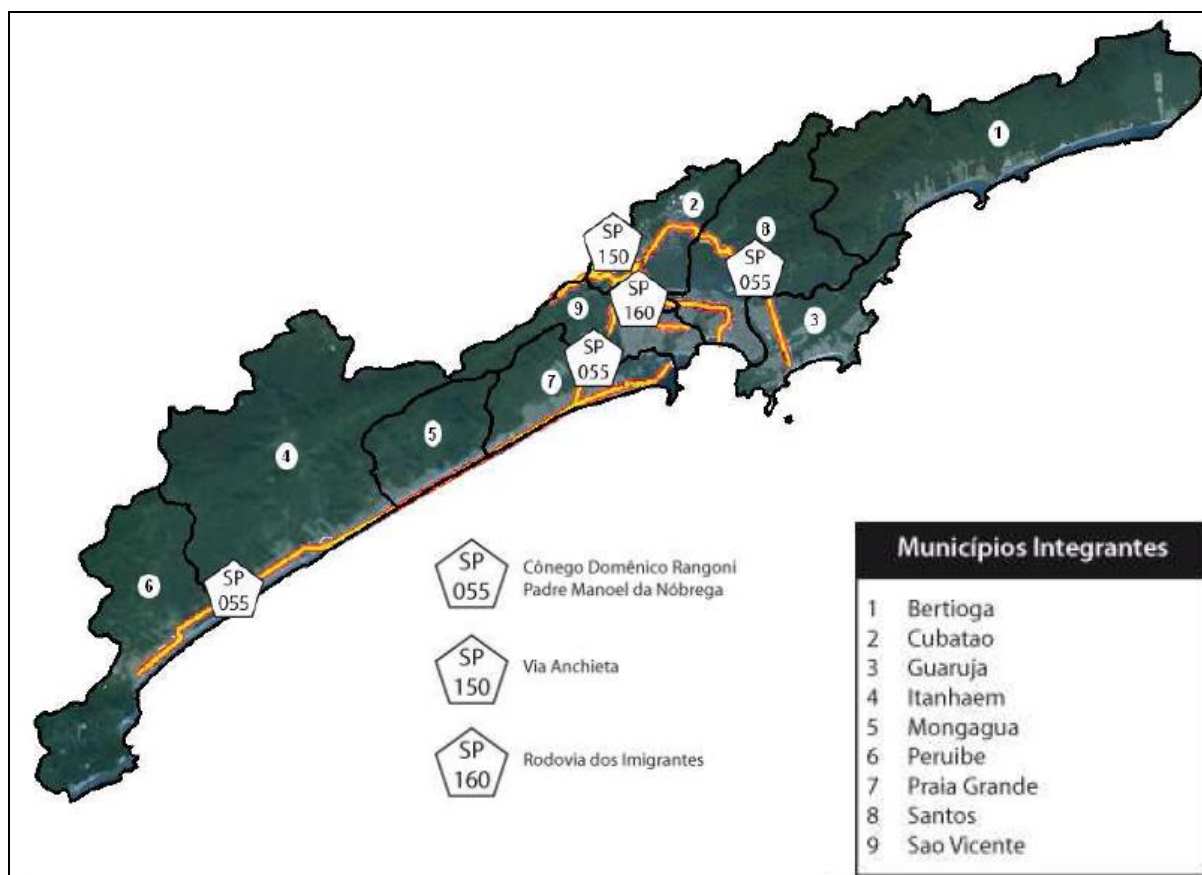 1
2
8
SP
150
SP
055
SP
160
9
3
SP
055
7
5
4
6
SP
055
SP
055
Cônego Domênico Rangoni
Padre Manoel da Nóbrega
SP
150
Via Anchieta
SP
160
Rodovia dos Imigrantes
Municípios Integrantes
1 Bertioga
2 Cubatao
3 Guaruja
4 Itanhaem
5 Mongagua
6 Peruibe
7 Praia Grande
8 Santos
9 Sao Vicente